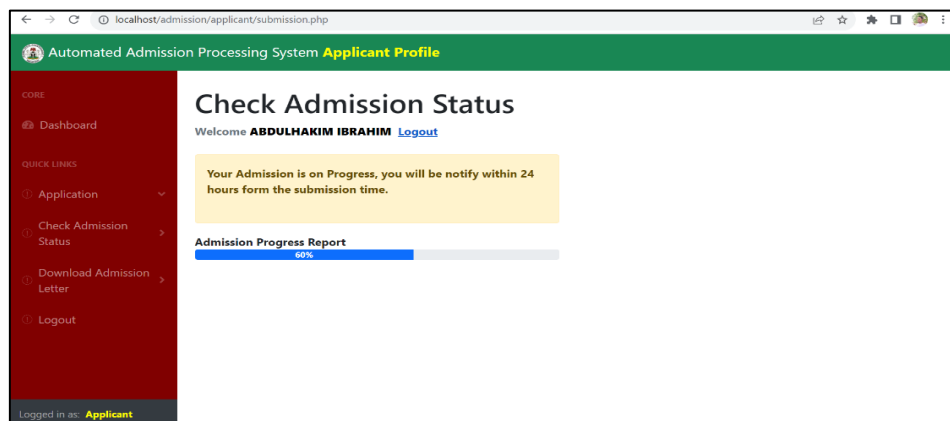 localhost/admission/applicant/submission.php
Automated Admission Processing System Applicant Profile
CORE
Dashboard
QUICK LINKS
Application
Check Admission
Status
Download Admission
Letter
Logout
Logged in as: Applicant
Check Admission Status
Welcome ABDULHAKIM IBRAHIM Logout
Your Admission is on Progress, you will be notify within 24
hours form the submission time.
Admission Progress Report
60%